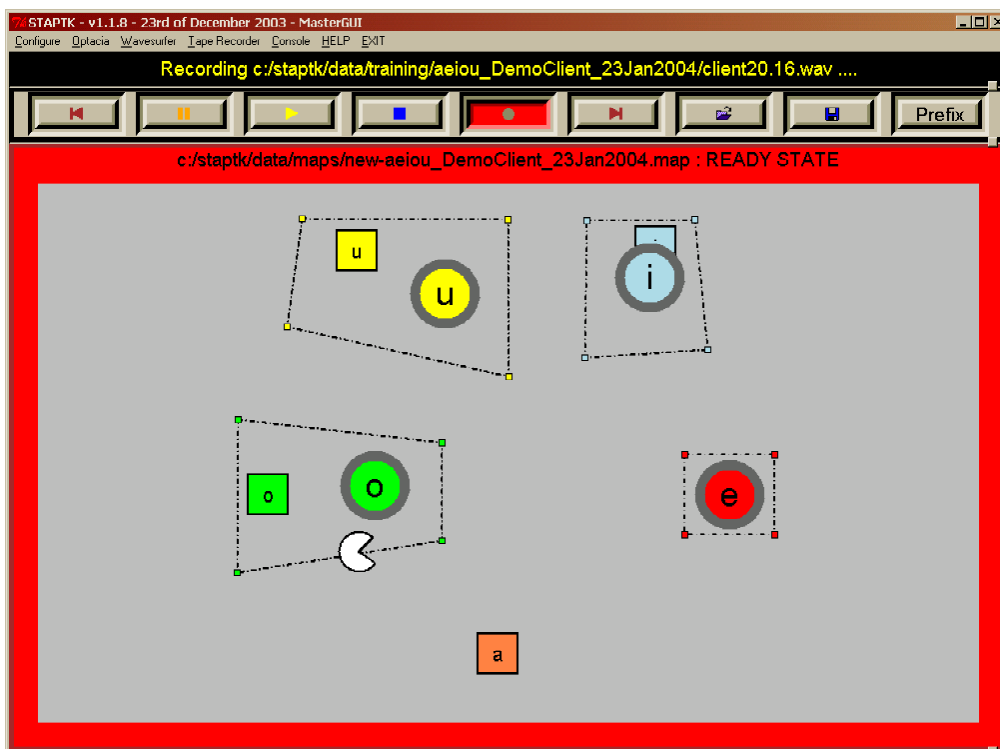 STAPTK - v1.1.8 - 23rd of December 2003 - MasterGUI
Configure Optacia Wavesurfer Tape Recorder Console HELP EXIT
Recording c:/staptk/data/training/aeiou_DemoClient_23Jan2004/client20.16.wav ....
Prefix
c:/staptk/data/maps/new-aeiou_DemoClient_23Jan2004.map : READY STATE
u
u
i
o
o
e
a